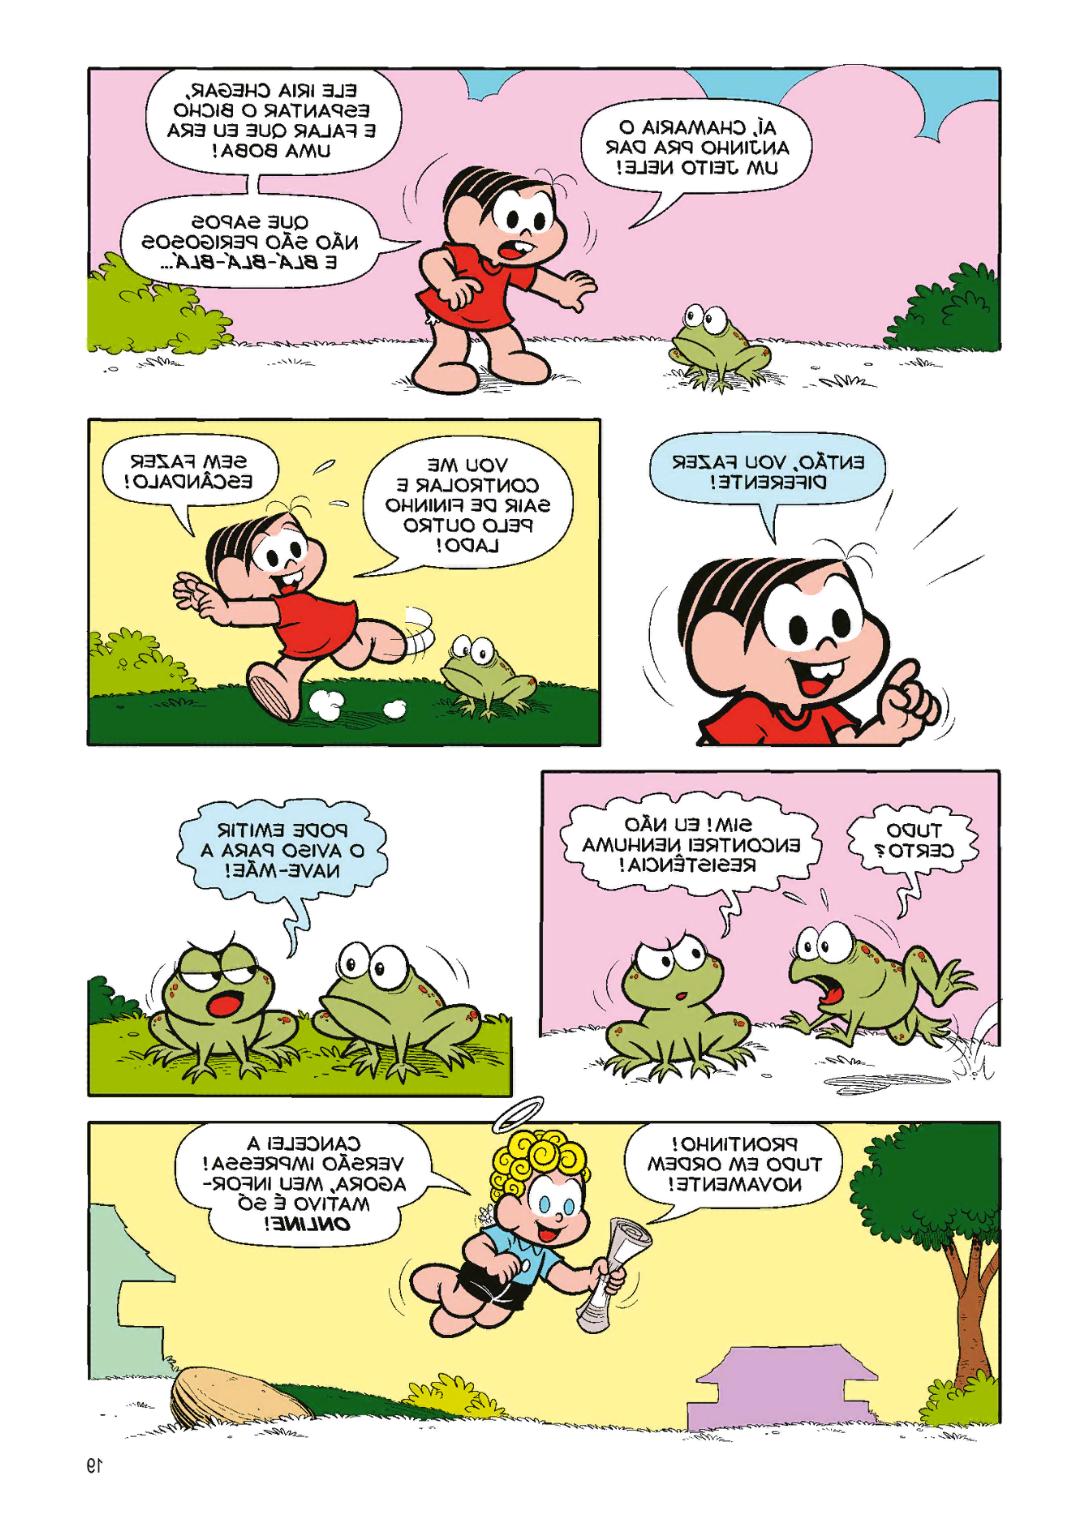 AÍ, CHAMARIA O
ANJINHO PRA DAR
UM JEITO NELE!
ELE IRIA CHEGAR,
ESPANTAR O BICHO
E FALAR QUE EU ERA
UMA BOBA!
QUE SAPOS
NÃO SÃO PERIGOSOS
E BLÁ-BLÁ-BLÁ...
ENTÃO, VOU FAZER
DIFERENTE!
VOU ME
CONTROLAR E
SAIR DE FININHO
PELO OUTRO
LADO!
SEM FAZER
ESCÂNDALO!
TUDO
CERTO?
SIM! EU NÃO
ENCONTREI NENHUMA
RESISTÊNCIA!
PODE EMITIR
O AVISO PARA A
NAVE-MÃE!
PRONTINHO!
TUDO EM ORDEM
NOVAMENTE!
CANCELEI A
VERSÃO IMPRESSA!
AGORA, MEU INFOR-
MATIVO É SÓ
ONLINE!
19